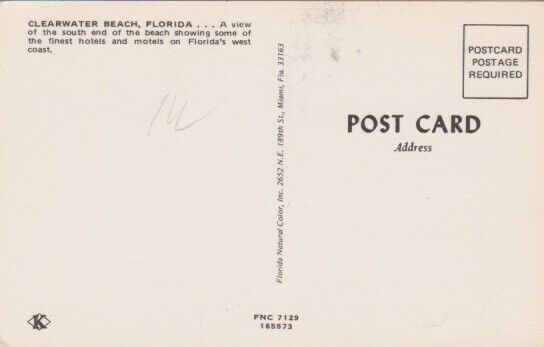 CLEARWATER BEACH, FLORIDA . . . A view
of the south end of the beach showing some of
the finest hotels and motels on Florida's west
coast.
Florida Natural Color, Inc. 2652 N.E. 189th St., Miami, Fla. 33163
POSTCARD
POSTAGE
REQUIRED
POST CARD
Address
K
FNC 7129
165573